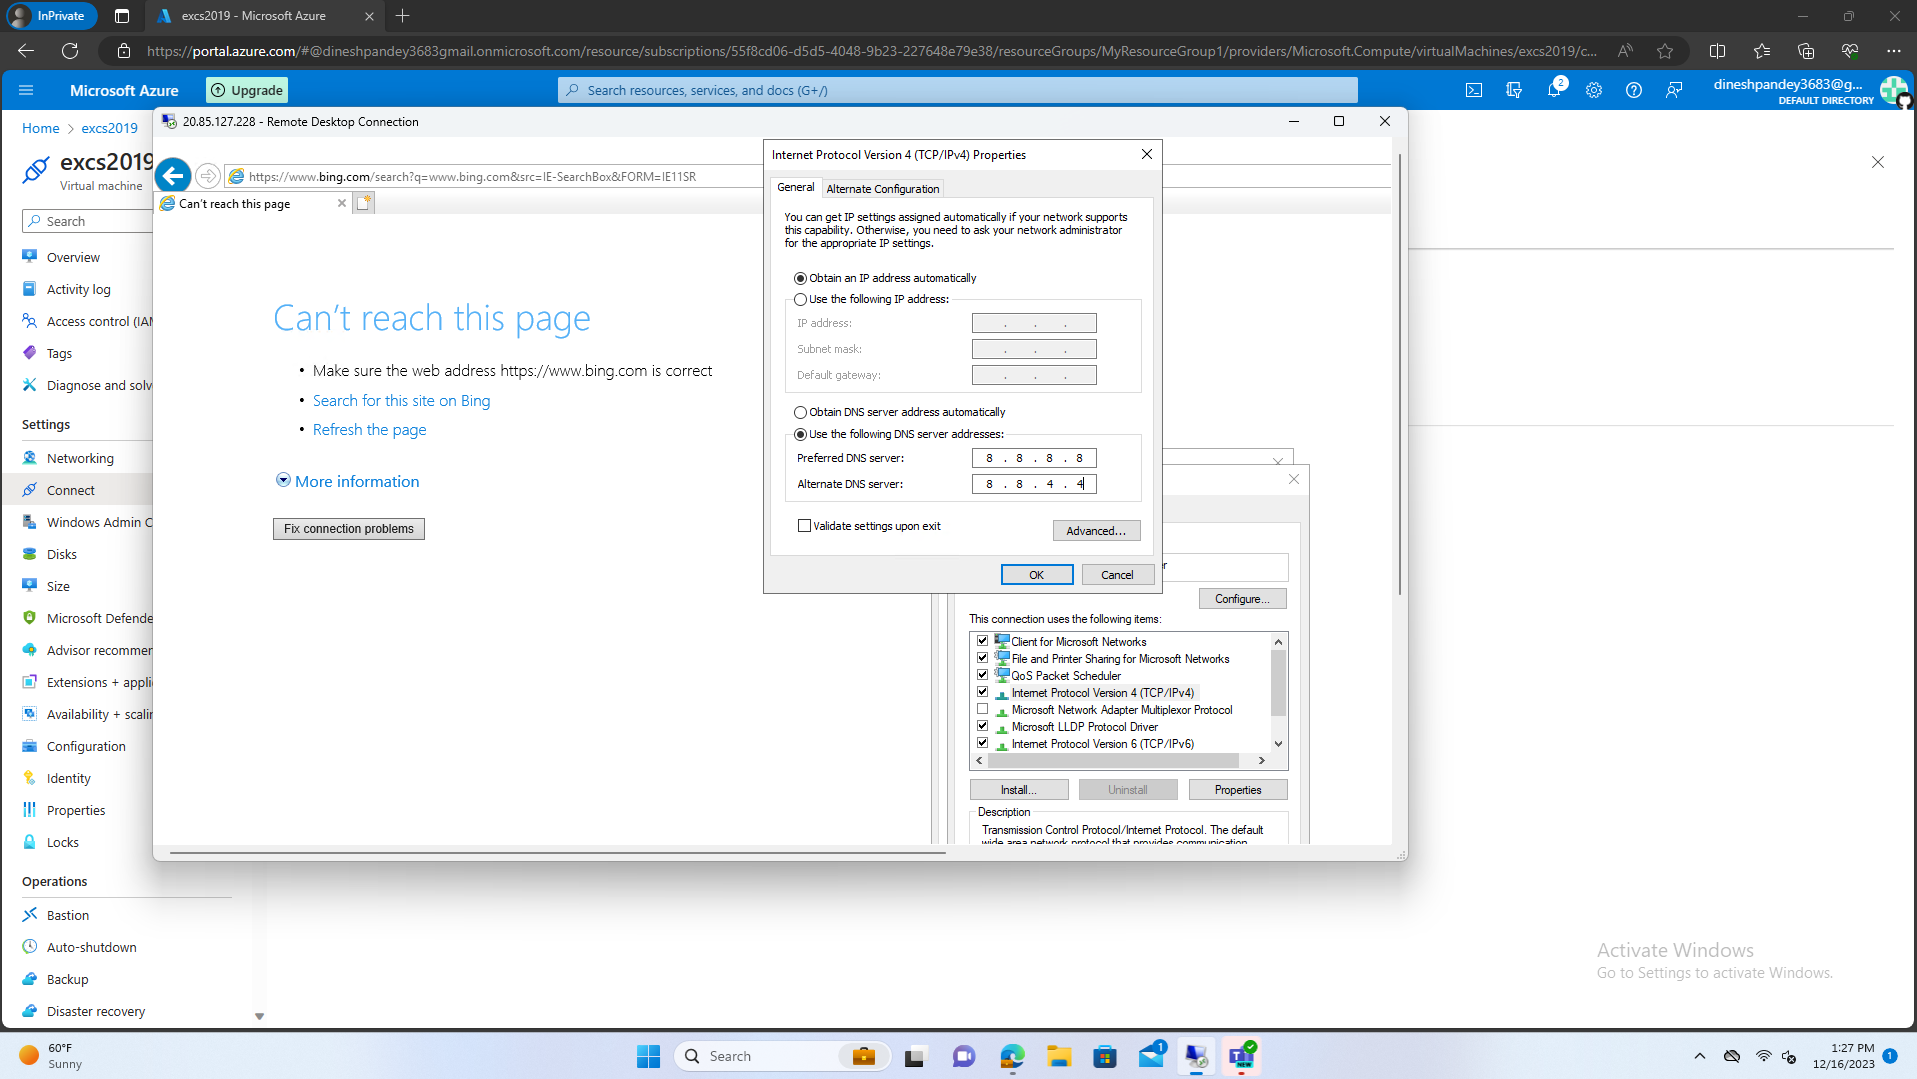 InPrivate
excs2019 - Microsoft Azure
https://portal.azure.com/#@dineshpandey3683gmail.onmicrosoft.com/resource/subscriptions/55f8cd06-d5d5-4048-9b23-227648e79e38/resourceGroups/MyResourceGroup1/providers/Microsoft.Compute/virtualMachines/excs2019/c...
Microsoft Azure
Upgrade
Search resources, services, and docs (G+/)
2
dineshpandey3683@g...
DEFAULT DIRECTORY
Home > excs2019
excs2019
Virtual machine
Search
Overview
Activity log
Access control (IAM
Tags
Diagnose and solv
Settings
Networking
Connect
Windows Admin C
Disks
Size
Microsoft Defende
Advisor recommen
Extensions + appli
Availability + scalin
Configuration
Identity
Properties
Locks
Operations
Bastion
Auto-shutdown
Backup
Disaster recovery
20.85.127.228 - Remote Desktop Connection
https://www.bing.com/search?q=www.bing.com&src=IE-SearchBox&FORM=IE11SR
Can't reach this page
Can't reach this page
• Make sure the web address https://www.bing.com is correct
• Search for this site on Bing
• Refresh the page
More information
Fix connection problems
Internet Protocol Version 4 (TCP/IPv4) Properties
General
Alternate Configuration
You can get IP settings assigned automatically if your network supports
this capability. Otherwise, you need to ask your network administrator
for the appropriate IP settings.
Obtain an IP address automatically
Use the following IP address:
IP address:
. . .
Subnet mask:
. . .
Default gateway:
. . .
Obtain DNS server address automatically
Use the following DNS server addresses:
Preferred DNS server:
8 . 8 . 8 . 8
Alternate DNS server:
8 . 8 . 4 . 4
Validate settings upon exit
Advanced...
OK
Cancel
r
Configure...
This connection uses the following items:
Client for Microsoft Networks
File and Printer Sharing for Microsoft Networks
QoS Packet Scheduler
Internet Protocol Version 4 (TCP/IPv4)
Microsoft Network Adapter Multiplexor Protocol
Microsoft LLDP Protocol Driver
Internet Protocol Version 6 (TCP/IPv6)
Install...
Uninstall
Properties
Description
Transmission Control Protocol/Internet Protocol. The default
wide area network protocol that provides communication
Activate Windows
Go to Settings to activate Windows.
60°F
Sunny
Search
1
NEW
1:27 PM
12/16/2023
1